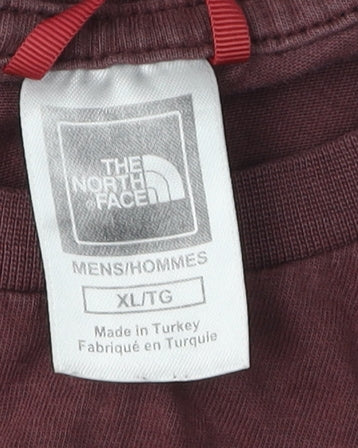 THE
NORTH
FACE
MENS/HOMMES
XL/TG
Made in Turkey
Fabriqué en Turquie